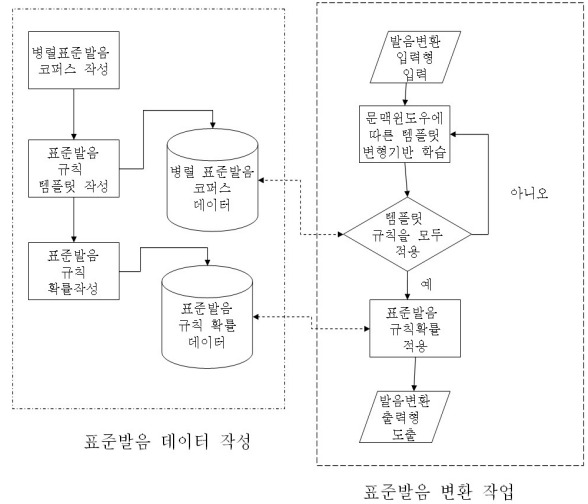 병렬표준발음
코퍼스 작성
표준발음
규칙
템플릿 작성
병렬 표준발음
코퍼스
데이터
표준발음
규칙
확률작성
표준발음
규칙 확률
데이터
표준발음 데이터 작성
발음변환
입력형
입력
문맥윈도우에
따른 템플릿
변형기반 학습
아니오
템플릿
규칙을 모두
적용
예
표준발음
규칙확률
적용
발음변환
출력형
도출
표준발음 변환 작업